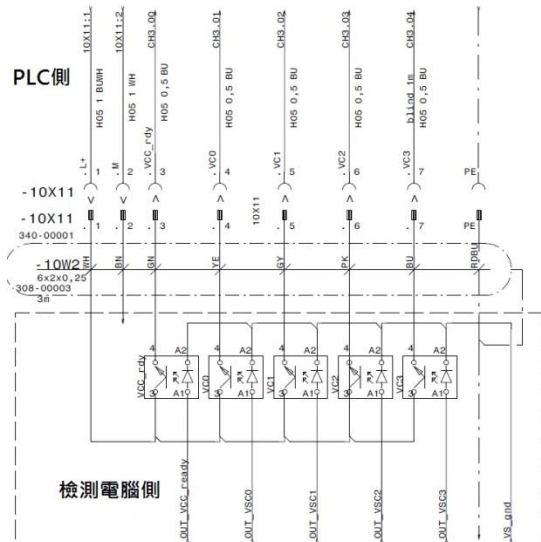 PLC側
10X11:1
10X11:2
CH3.00
CH3.01
CH3.02
CH3.03
CH3.04
H05 1 BUWH
H05 1 WH
H05 0,5 BU
H05 0,5 BU
H05 0,5 BU
H05 0,5 BU
blind 1m
H05 0,5 BU
L+
M
VCC_rdy
VC0
VC1
VC2
VC3
.1
.2
.3
.4
.5
.6
.7
PE
-10X11
-10X11
10X11
340-00001
.1
.2
.3
.4
.5
.6
.7
PE
-10W2
WH
BN
GN
YE
GY
PK
BU
RDBU
6x2x0,25
308-00003
3m
4
A2
4
A2
4
A2
4
A2
4
A2
VCC_rdy
VC0
VC1
VC2
VC3
3
A1
3
A1
3
A1
3
A1
3
A1
檢測電腦側
OUT_VCC_ready
OUT_VSC0
OUT_VSC1
OUT_VSC2
OUT_VSC3
VS_gnd